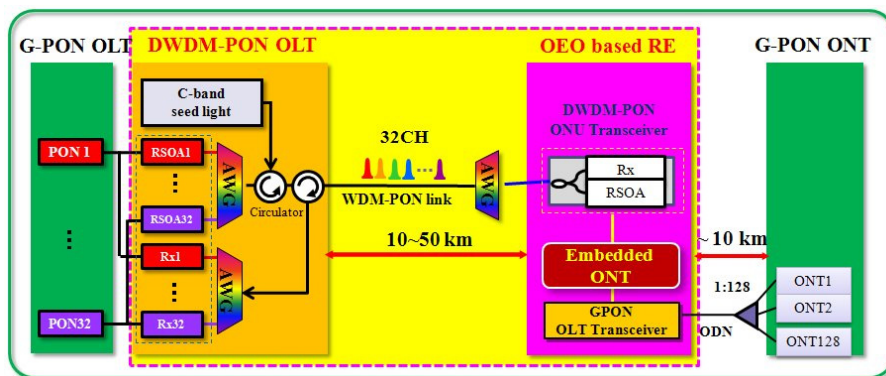 G-PON OLT
DWDM-PON OLT
OEO based RE
G-PON ONT
C-band
seed light
DWDM-PON
ONU Transceiver
32CH
PON 1
RSOA1
AWG
Rx
RSOA
Circulator
WDM-PON link
AWG
RSOA32
10~50 km
~ 10 km
Rx1
AWG
Embedded
ONT
1:128
ONT1
GPON
OLT Transceiver
ONT2
PON32
Rx32
ODN
ONT128